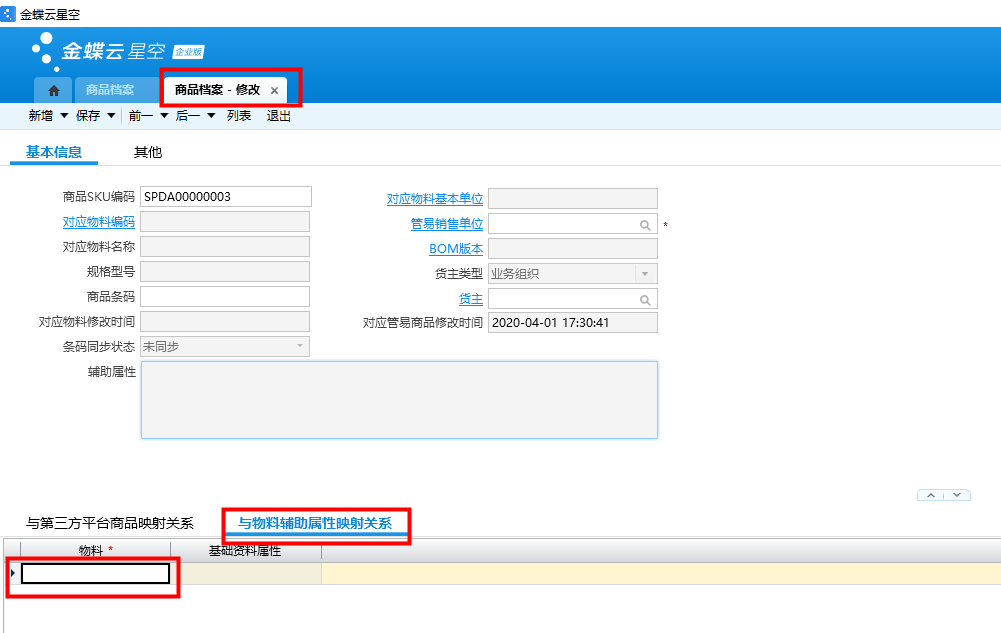 金蝶云星空
金蝶云 星空 企业版
商品档案 商品档案 - 修改 ×
新增 保存 前一 后一 列表 退出
基本信息 其他
商品SKU编码 SPDA00000003 对应物料基本单位
对应物料编码 管易销售单位 *
对应物料名称 BOM版本
规格型号 货主类型 业务组织
商品条码 货主
对应物料修改时间 对应管易商品修改时间 2020-04-01 17:30:41
条码同步状态 未同步
辅助属性
与第三方平台商品映射关系 与物料辅助属性映射关系
物料 * 基础资料属性